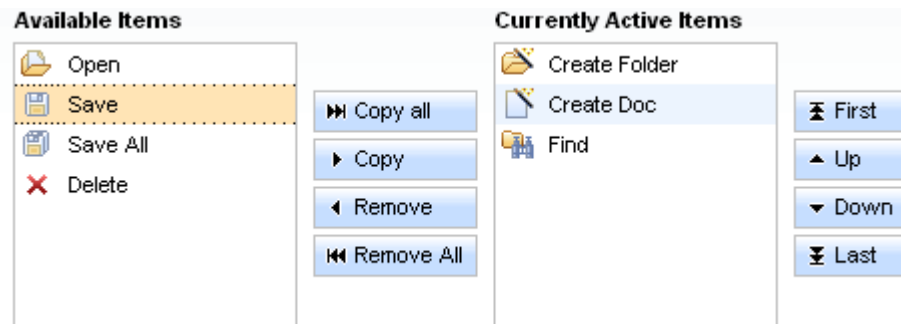 Available Items
Open
Save
Save All
Delete
Copy all
Copy
Remove
Remove All
Currently Active Items
Create Folder
Create Doc
Find
First
Up
Down
Last